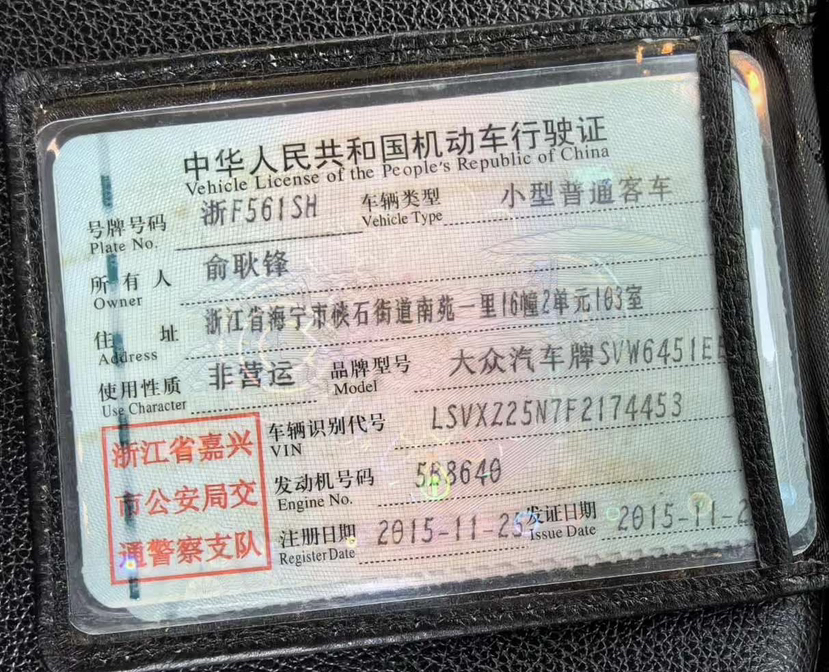 中华人民共和国机动车行驶证
Vehicle License of the People's Republic of China
号牌号码 浙F561SH 车辆类型 小型普通客车
Plate No. Vehicle Type
所有人 俞耿锋
Owner
住址 浙江省海宁市硖石街道南苑一里16幢2单元103室
Address
使用性质 非营运 品牌型号 大众汽车牌SVW6451EE
Use Character Model
车辆识别代号 LSVXZ25N7F2174453
VIN
发动机号码 588640
Engine No.
注册日期 2015-11-25 发证日期 2015-11-2
Register Date Issue Date
浙江省嘉兴
市公安局交
通警察支队